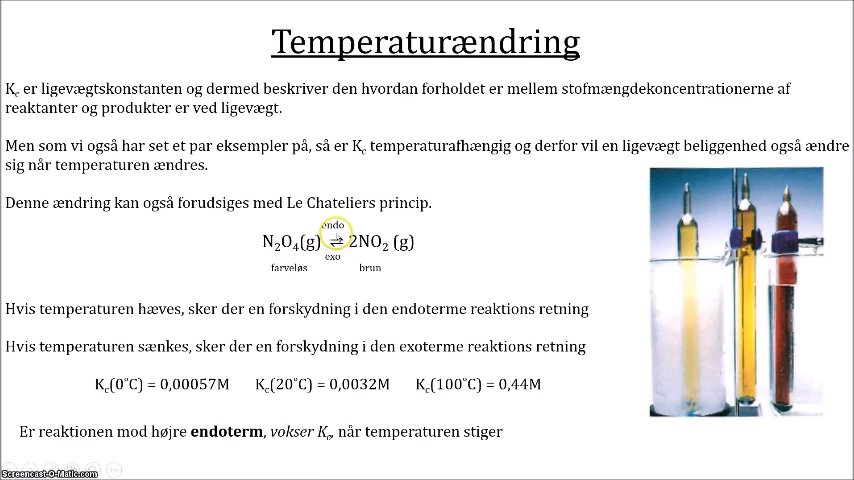 Temperaturændring
Kc er ligevægtskonstanten og dermed beskriver den hvordan forholdet er mellem stofmængdekoncentrationerne af
reaktanter og produkter er ved ligevægt.
Men som vi også har set et par eksempler på, så er Kc temperaturafhængig og derfor vil en ligevægt beliggenhed også ændre
sig når temperaturen ændres.
Denne ændring kan også forudsiges med Le Chateliers princip.
endo
N₂O₄(g) ⇌ 2NO₂ (g)
exo
farveløs brun
Hvis temperaturen hæves, sker der en forskydning i den endoterme reaktions retning
Hvis temperaturen sænkes, sker der en forskydning i den exoterme reaktions retning
Kc(0°C) = 0,00057M Kc(20°C) = 0,0032M Kc(100°C) = 0,44M
Er reaktionen mod højre endoterm, vokser Kc, når temperaturen stiger
Screencast-O-Matic.com